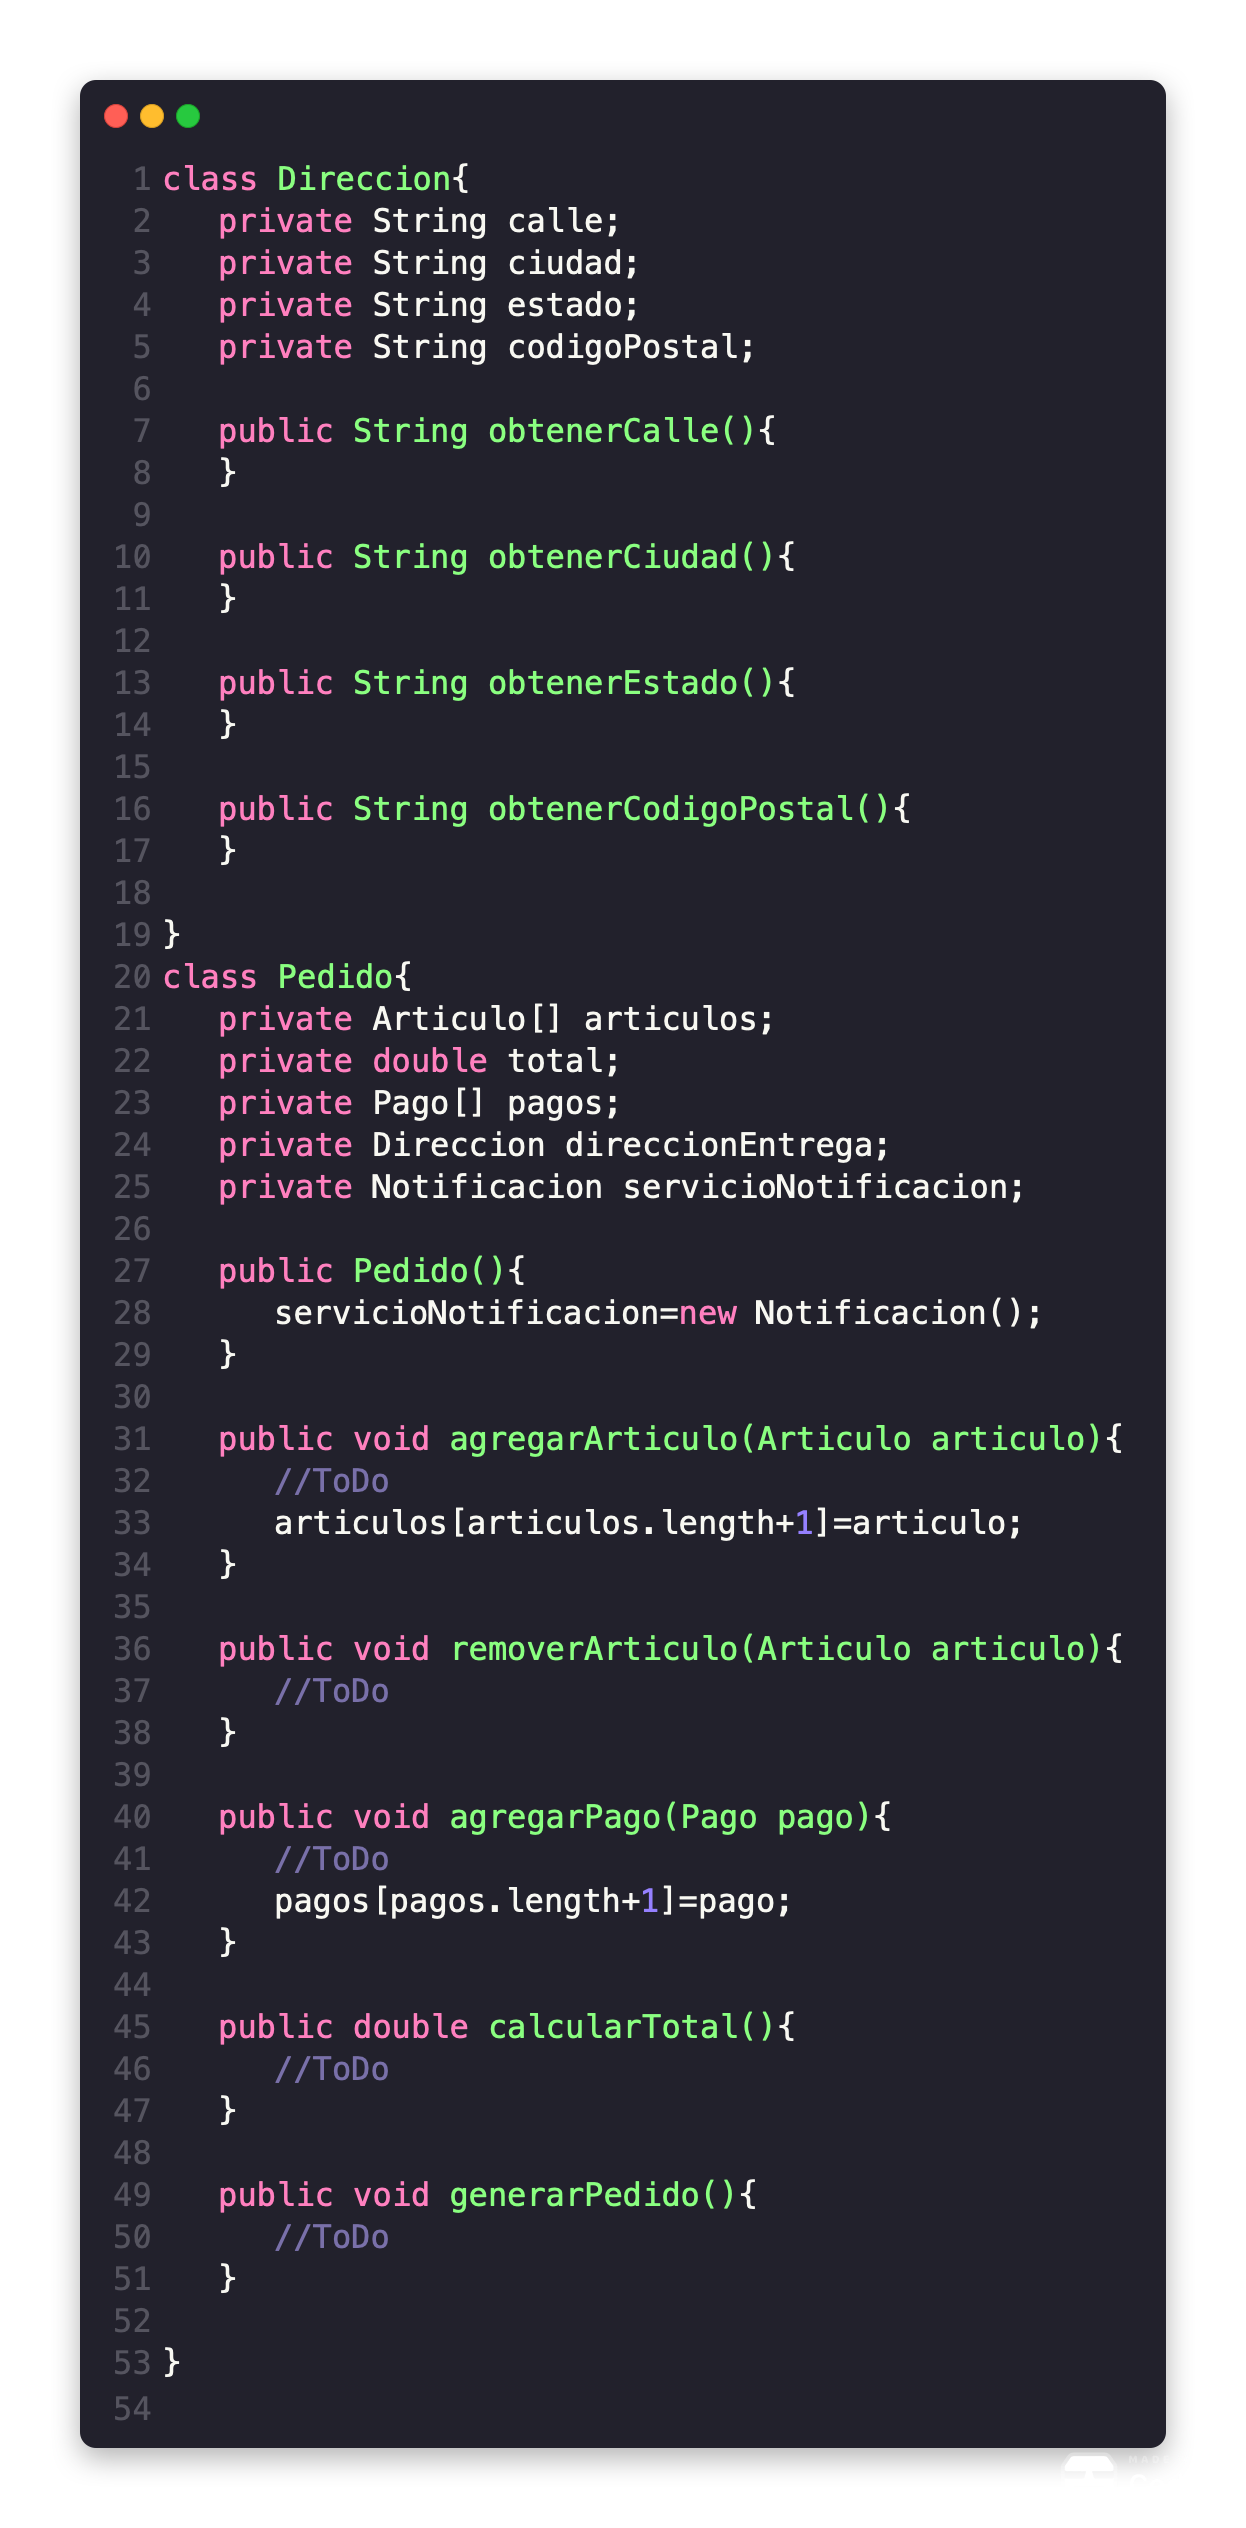 1 class Direccion{
2 private String calle;
3 private String ciudad;
4 private String estado;
5 private String codigoPostal;
6
7 public String obtenerCalle(){
8 }
9
10 public String obtenerCiudad(){
11 }
12
13 public String obtenerEstado(){
14 }
15
16 public String obtenerCodigoPostal(){
17 }
18
19 }
20 class Pedido{
21 private Articulo[] articulos;
22 private double total;
23 private Pago[] pagos;
24 private Direccion direccionEntrega;
25 private Notificacion servicioNotificacion;
26
27 public Pedido(){
28 servicioNotificacion=new Notificacion();
29 }
30
31 public void agregarArticulo(Articulo articulo){
32 //ToDo
33 articulos[articulos.length+1]=articulo;
34 }
35
36 public void removerArticulo(Articulo articulo){
37 //ToDo
38 }
39
40 public void agregarPago(Pago pago){
41 //ToDo
42 pagos[pagos.length+1]=pago;
43 }
44
45 public double calcularTotal(){
46 //ToDo
47 }
48
49 public void generarPedido(){
50 //ToDo
51 }
52
53 }
54